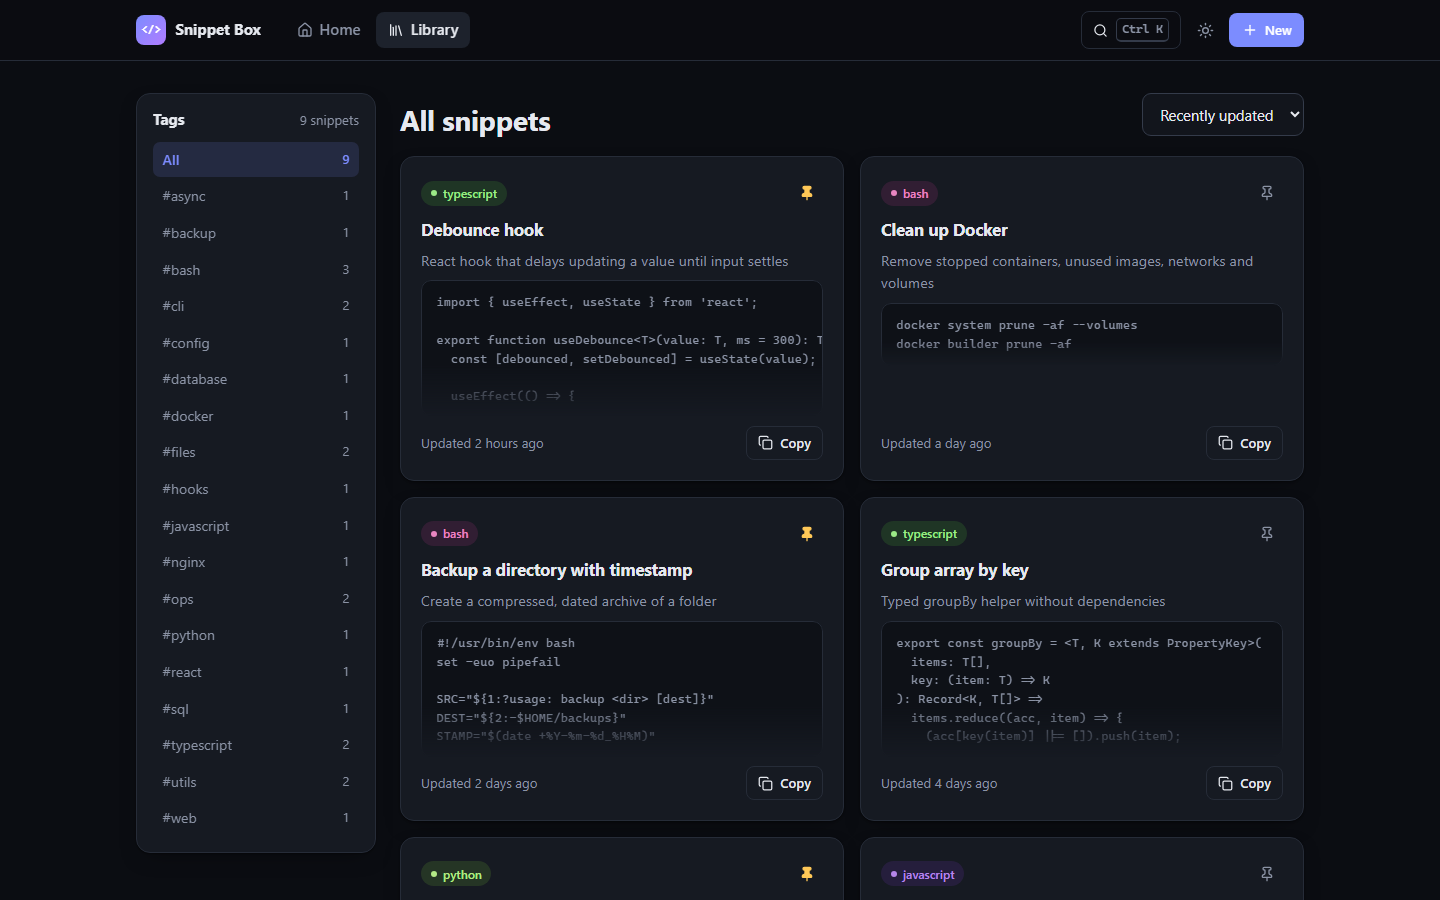 Snippet Box
Home
Library
Ctrl K
New
Tags
9 snippets
All 9
#async 1
#backup 1
#bash 3
#cli 2
#config 1
#database 1
#docker 1
#files 2
#hooks 1
#javascript 1
#nginx 1
#ops 2
#python 1
#react 1
#sql 1
#typescript 2
#utils 2
#web 1
All snippets
Recently updated
typescript
Debounce hook
React hook that delays updating a value until input settles
import { useEffect, useState } from 'react';
export function useDebounce<T>(value: T, ms = 300): T
const [debounced, setDebounced] = useState(value);
useEffect(() => {
Updated 2 hours ago
Copy
bash
Clean up Docker
Remove stopped containers, unused images, networks and
volumes
docker system prune -af --volumes
docker builder prune -af
Updated a day ago
Copy
bash
Backup a directory with timestamp
Create a compressed, dated archive of a folder
#!/usr/bin/env bash
set -euo pipefail
SRC="${1:?usage: backup <dir> [dest]}"
DEST="${2:-$HOME/backups}"
STAMP="$(date +%Y-%m-%d_%H%M)"
Updated 2 days ago
Copy
typescript
Group array by key
Typed groupBy helper without dependencies
export const groupBy = <T, K extends PropertyKey>(
items: T[],
key: (item: T) => K
): Record<K, T[]> =>
items.reduce((acc, item) => {
(acc[key(item)] ||= []).push(item);
Updated 4 days ago
Copy
python
javascript